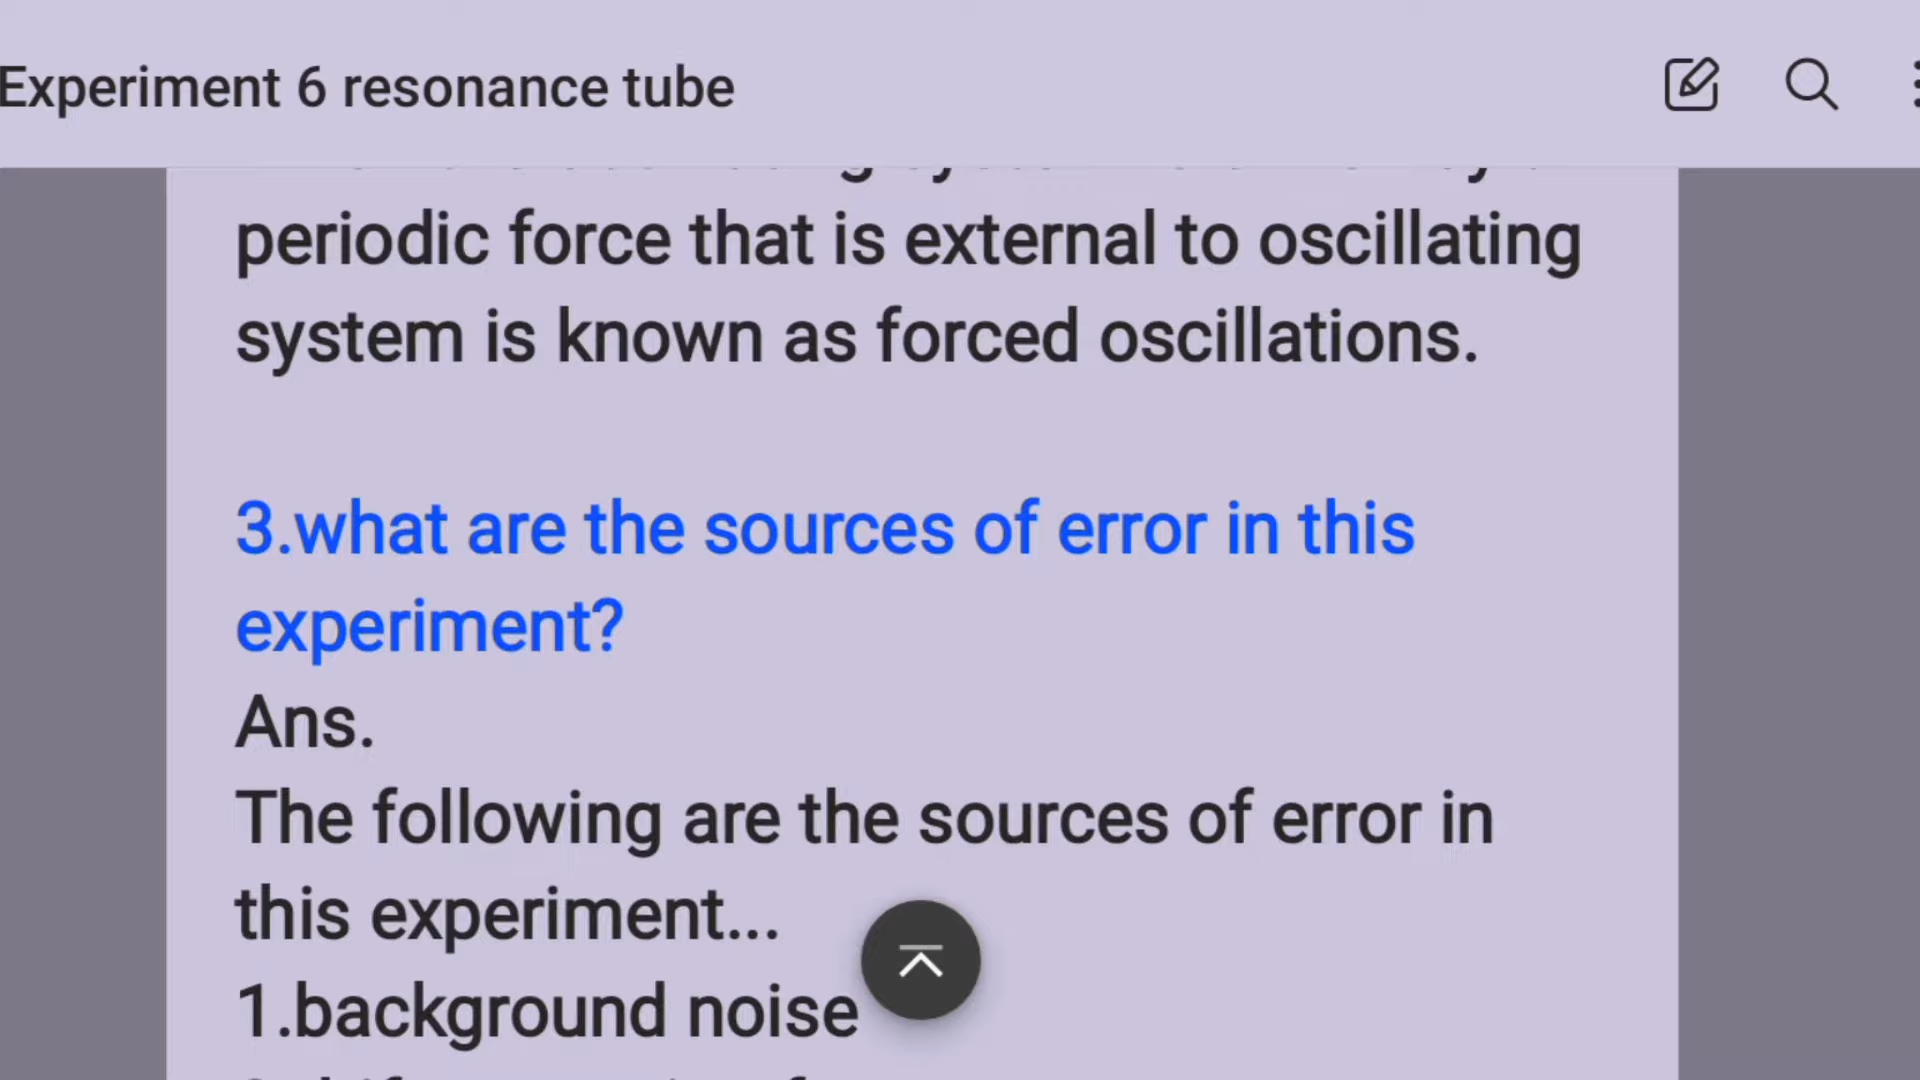 Experiment 6 resonance tube
periodic force that is external to oscillating
system is known as forced oscillations.
3.what are the sources of error in this
experiment?
Ans.
The following are the sources of error in
this experiment...
1.background noise